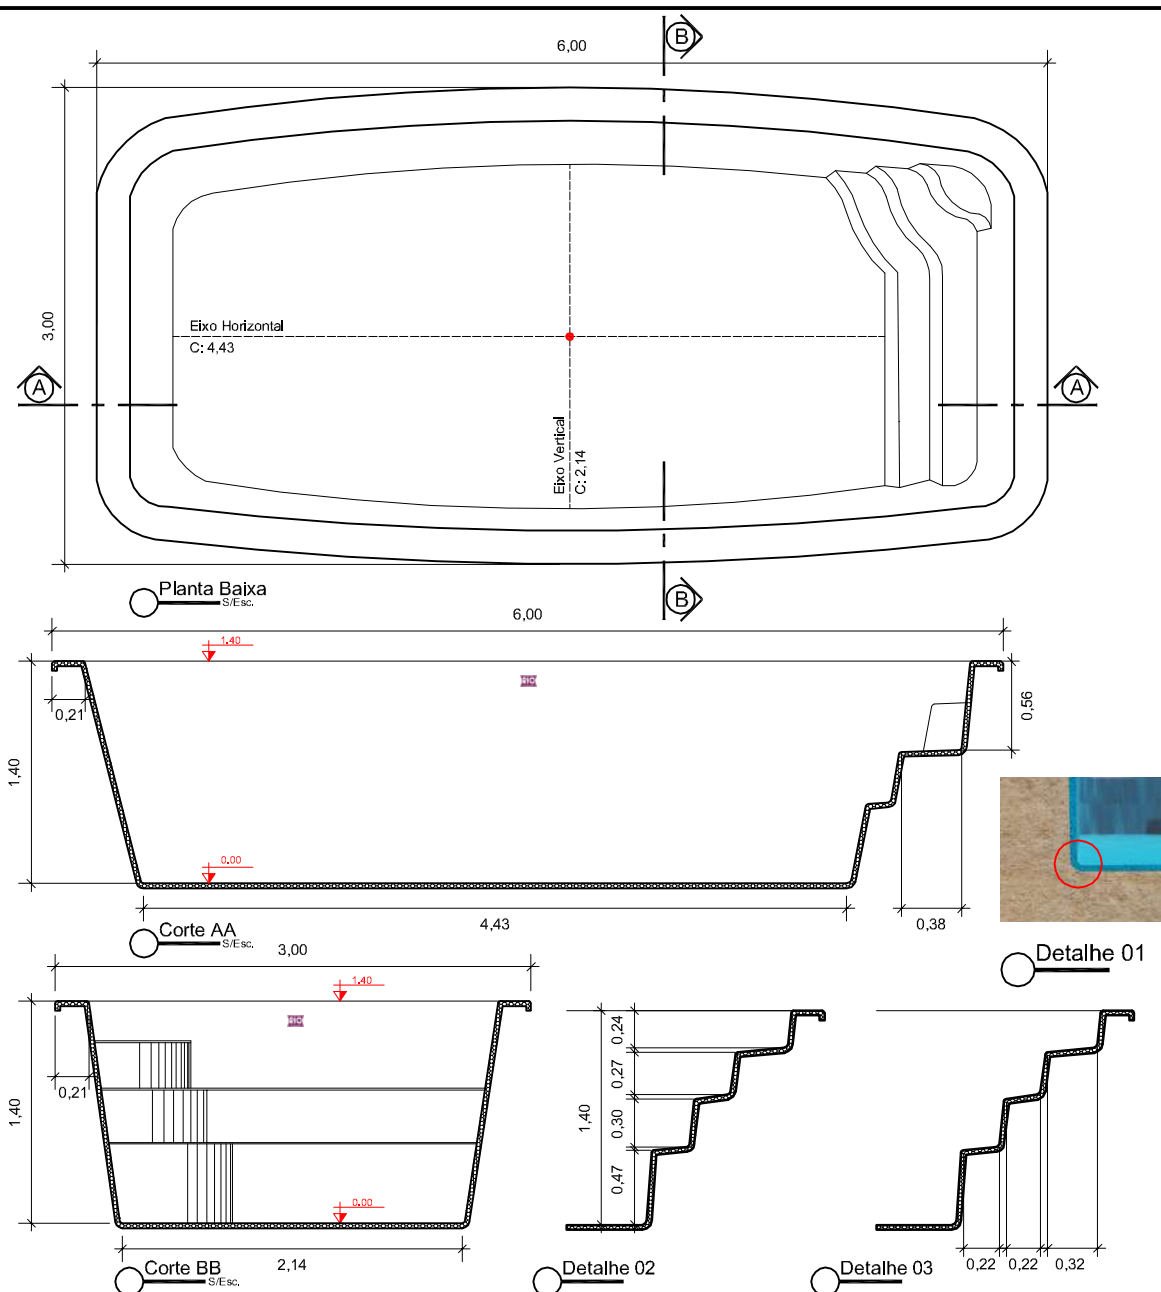 B
6,00
3,00
Eixo Horizontal
C: 4,43
A
A
Eixo Vertical
C: 2,14
B
Planta Baixa
S/Esc.
6,00
1.40
0,21
0,56
1,40
0.00
4,43
0,38
Corte AA
S/Esc.
Detalhe 01
3,00
1.40
0,21
1,40
0.00
2,14
Corte BB
S/Esc.
0,24
0,27
0,30
0,47
1,40
Detalhe 02
0,22
0,22
0,32
Detalhe 03